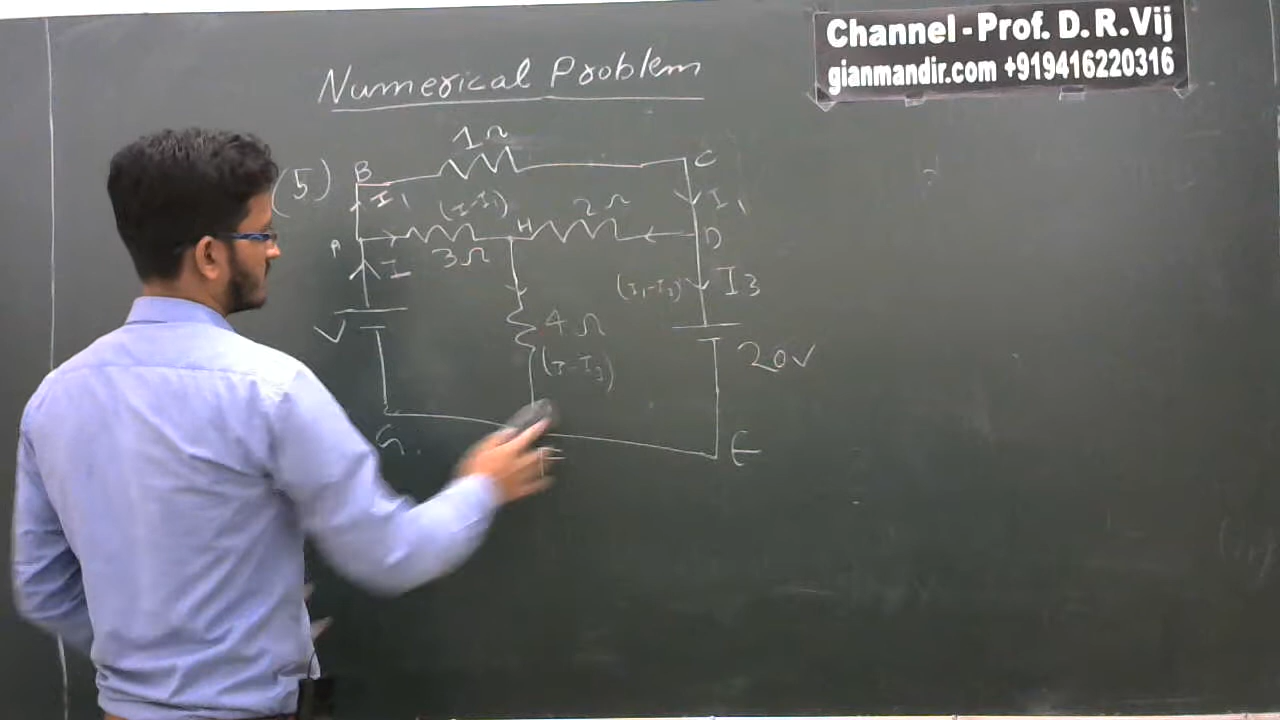 Channel - Prof. D. R. Vij
gianmandir.com +919416220316
Numerical Problem
(5)
1Ω
B
C
I1
(I-I1)
2Ω
I1
A
H
D
3Ω
I
(I1-I3)
I3
V
4Ω
20V
(I-I3)
G.
F
E